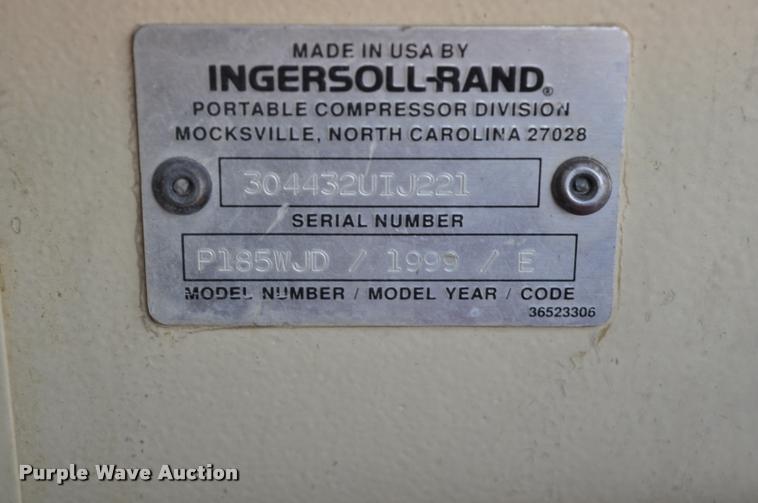 MADE IN USA BY
INGERSOLL-RAND®
PORTABLE COMPRESSOR DIVISION
MOCKSVILLE, NORTH CAROLINA 27028
304432UIJ221
SERIAL NUMBER
P185WJD / 1999 / E
MODEL NUMBER / MODEL YEAR / CODE
36523306
Purple Wave Auction